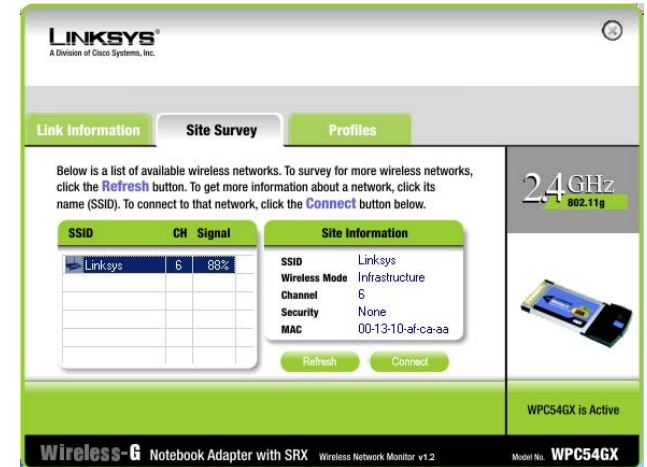 LINKSYS®
A Division of Cisco Systems, Inc.
Link Information Site Survey Profiles
Below is a list of available wireless networks. To survey for more wireless networks,
click the Refresh button. To get more information about a network, click its
name (SSID). To connect to that network, click the Connect button below.
2.4GHz
802.11g
SSID CH Signal
Linksys 6 88%
Site Information
SSID Linksys
Wireless Mode Infrastructure
Channel 6
Security None
MAC 00-13-10-af-ca-aa
Refresh Connect
WPC54GX is Active
Wireless-G Notebook Adapter with SRX Wireless Network Monitor v1.2 Model No. WPC54GX